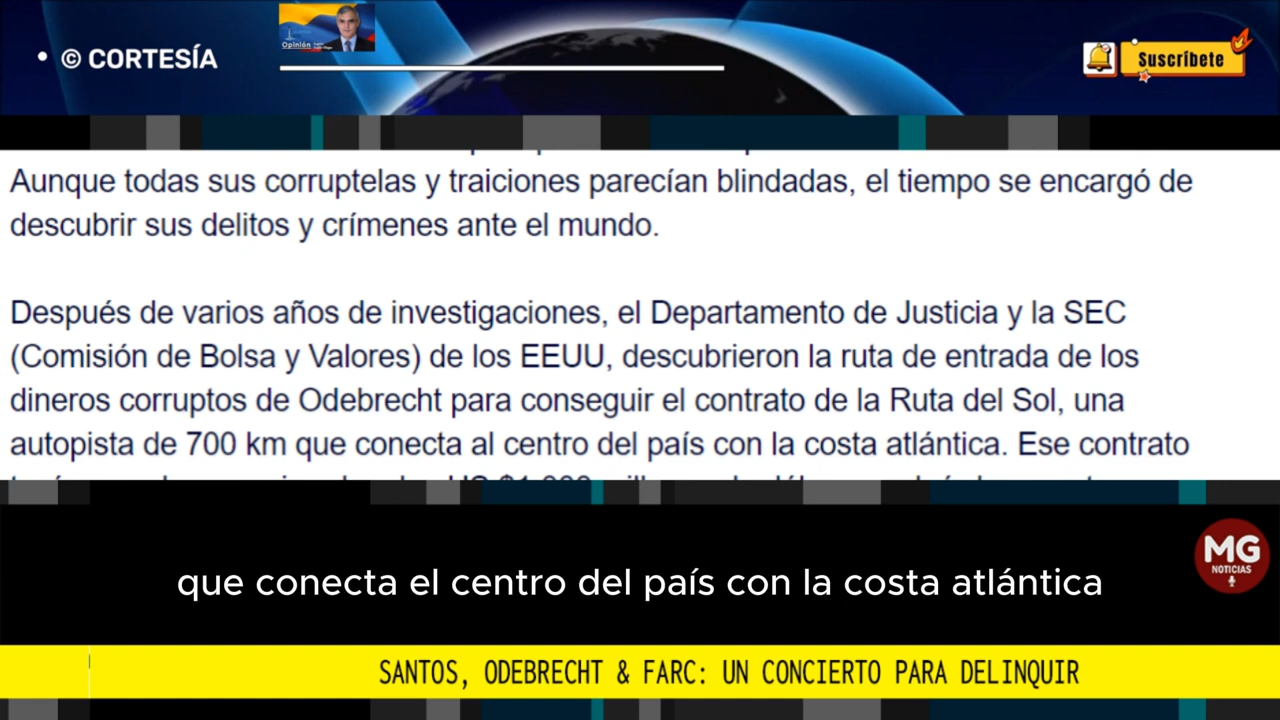 • © CORTESÍA
Opinión
Suscríbete
Aunque todas sus corruptelas y traiciones parecían blindadas, el tiempo se encargó de
descubrir sus delitos y crímenes ante el mundo.
Después de varios años de investigaciones, el Departamento de Justicia y la SEC
(Comisión de Bolsa y Valores) de los EEUU, descubrieron la ruta de entrada de los
dineros corruptos de Odebrecht para conseguir el contrato de la Ruta del Sol, una
autopista de 700 km que conecta al centro del país con la costa atlántica. Ese contrato
que conecta el centro del país con la costa atlántica
MG
NOTICIAS
SANTOS, ODEBRECHT & FARC: UN CONCIERTO PARA DELINQUIR